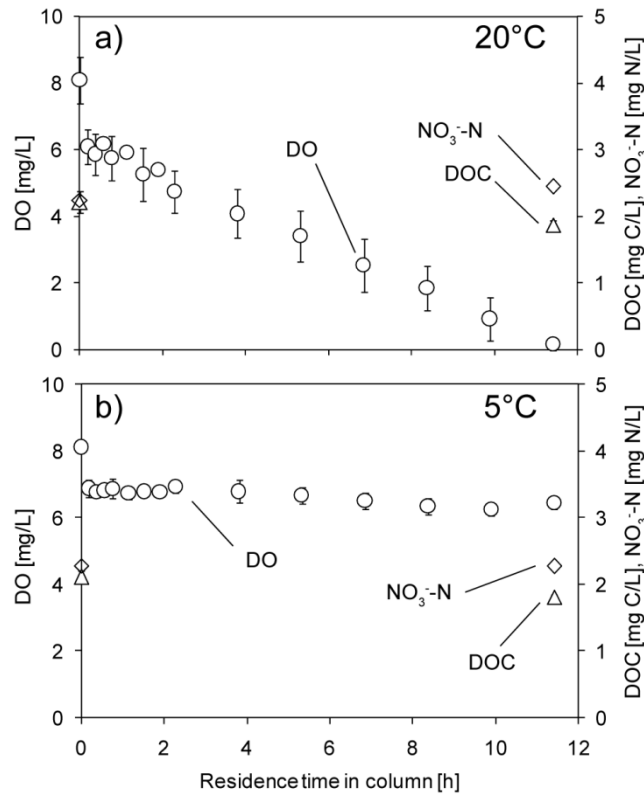 a)
20°C
10
8
6
4
2
0
5
4
3
2
1
0
DO [mg/L]
DOC [mg C/L], NO₃⁻-N [mg N/L]
NO₃⁻-N
DO
DOC
b)
5°C
10
8
6
4
2
0
5
4
3
2
1
0
DO [mg/L]
DOC [mg C/L], NO₃⁻-N [mg N/L]
DO
NO₃⁻-N
DOC
0 2 4 6 8 10 12
Residence time in column [h]